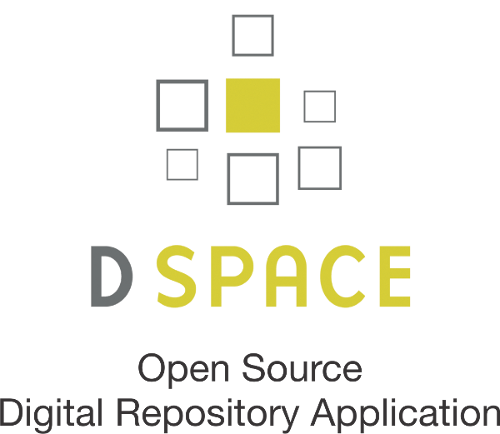 D SPACE
Open Source
Digital Repository Application